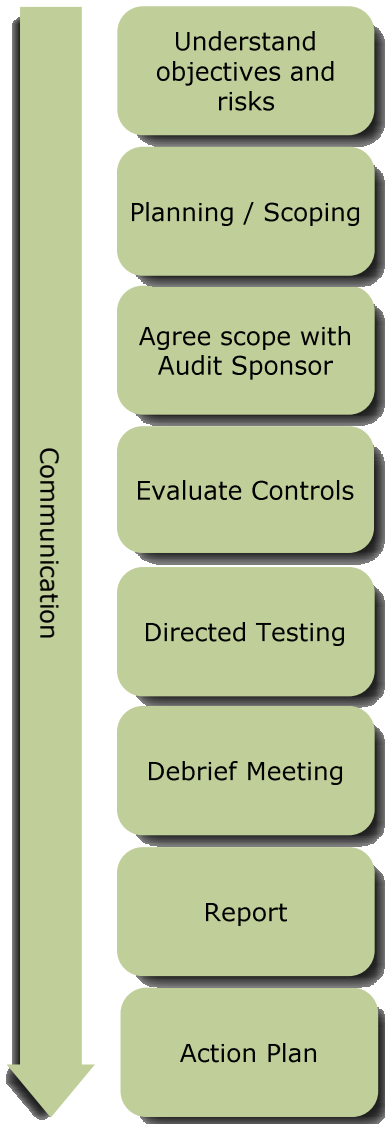 Understand
objectives and
risks
Planning / Scoping
Agree scope with
Audit Sponsor
Evaluate Controls
Communication
Directed Testing
Debrief Meeting
Report
Action Plan